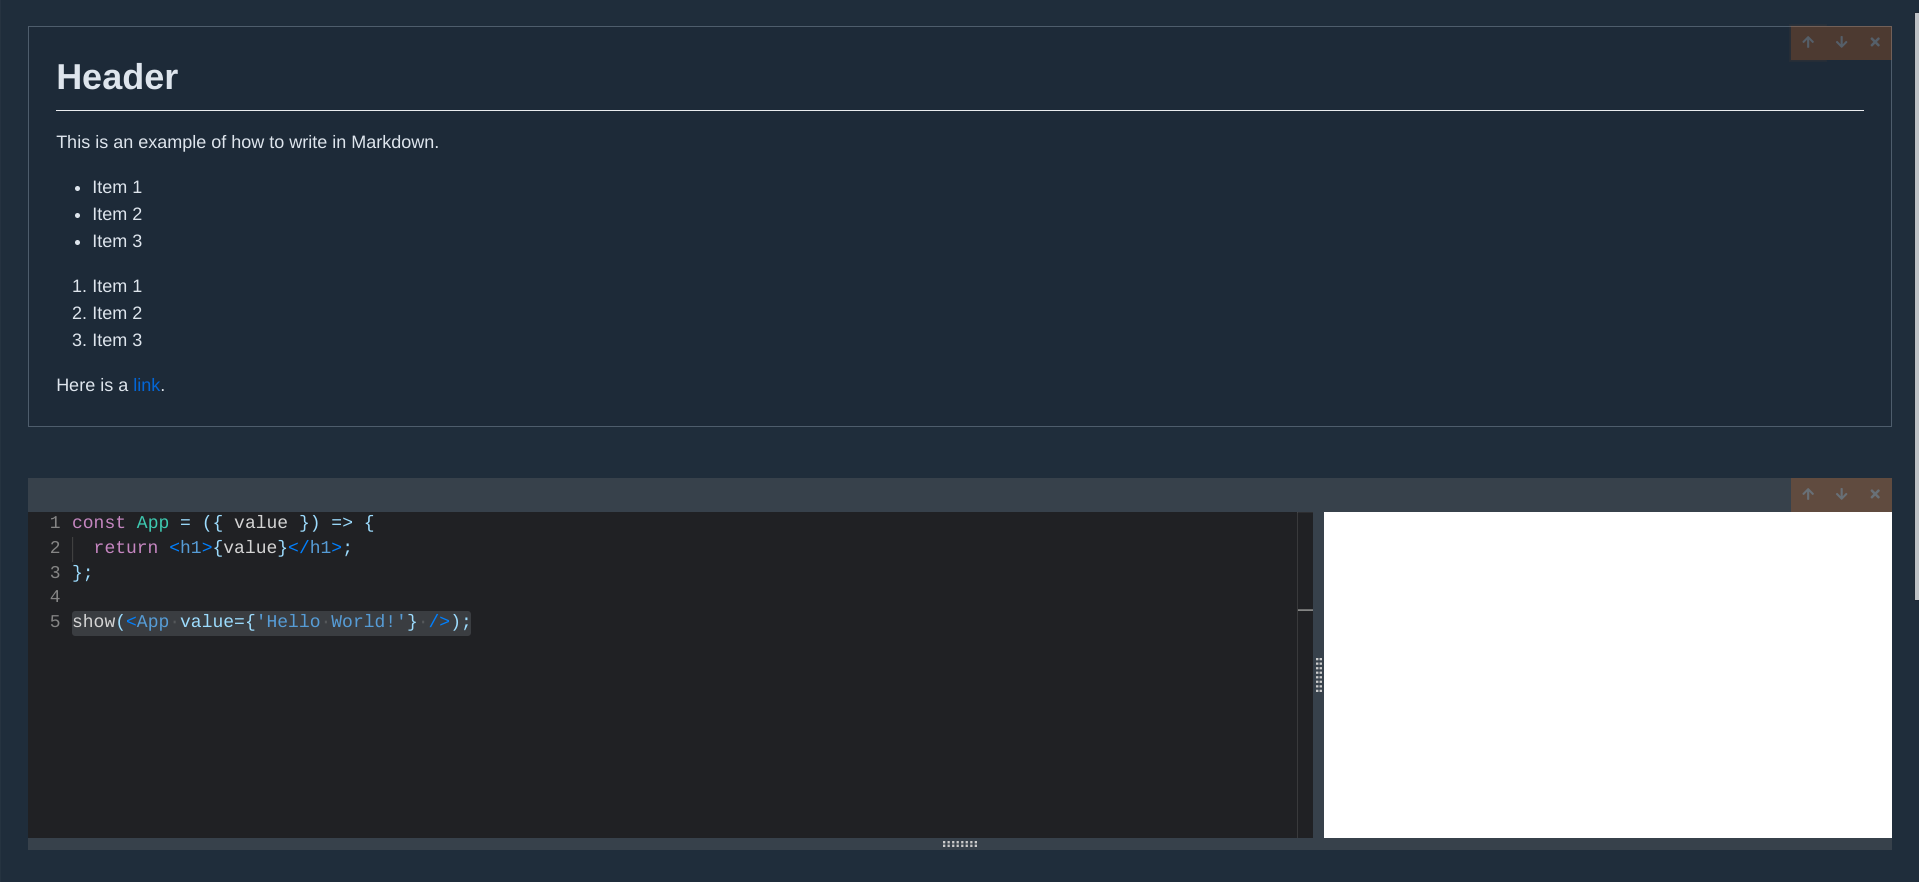 Header
This is an example of how to write in Markdown.
• Item 1
• Item 2
• Item 3
1. Item 1
2. Item 2
3. Item 3
Here is a link.
1 const App = ({ value }) => {
2   return <h1>{value}</h1>;
3 };
4
5 show(<App value={'Hello World!'} />);